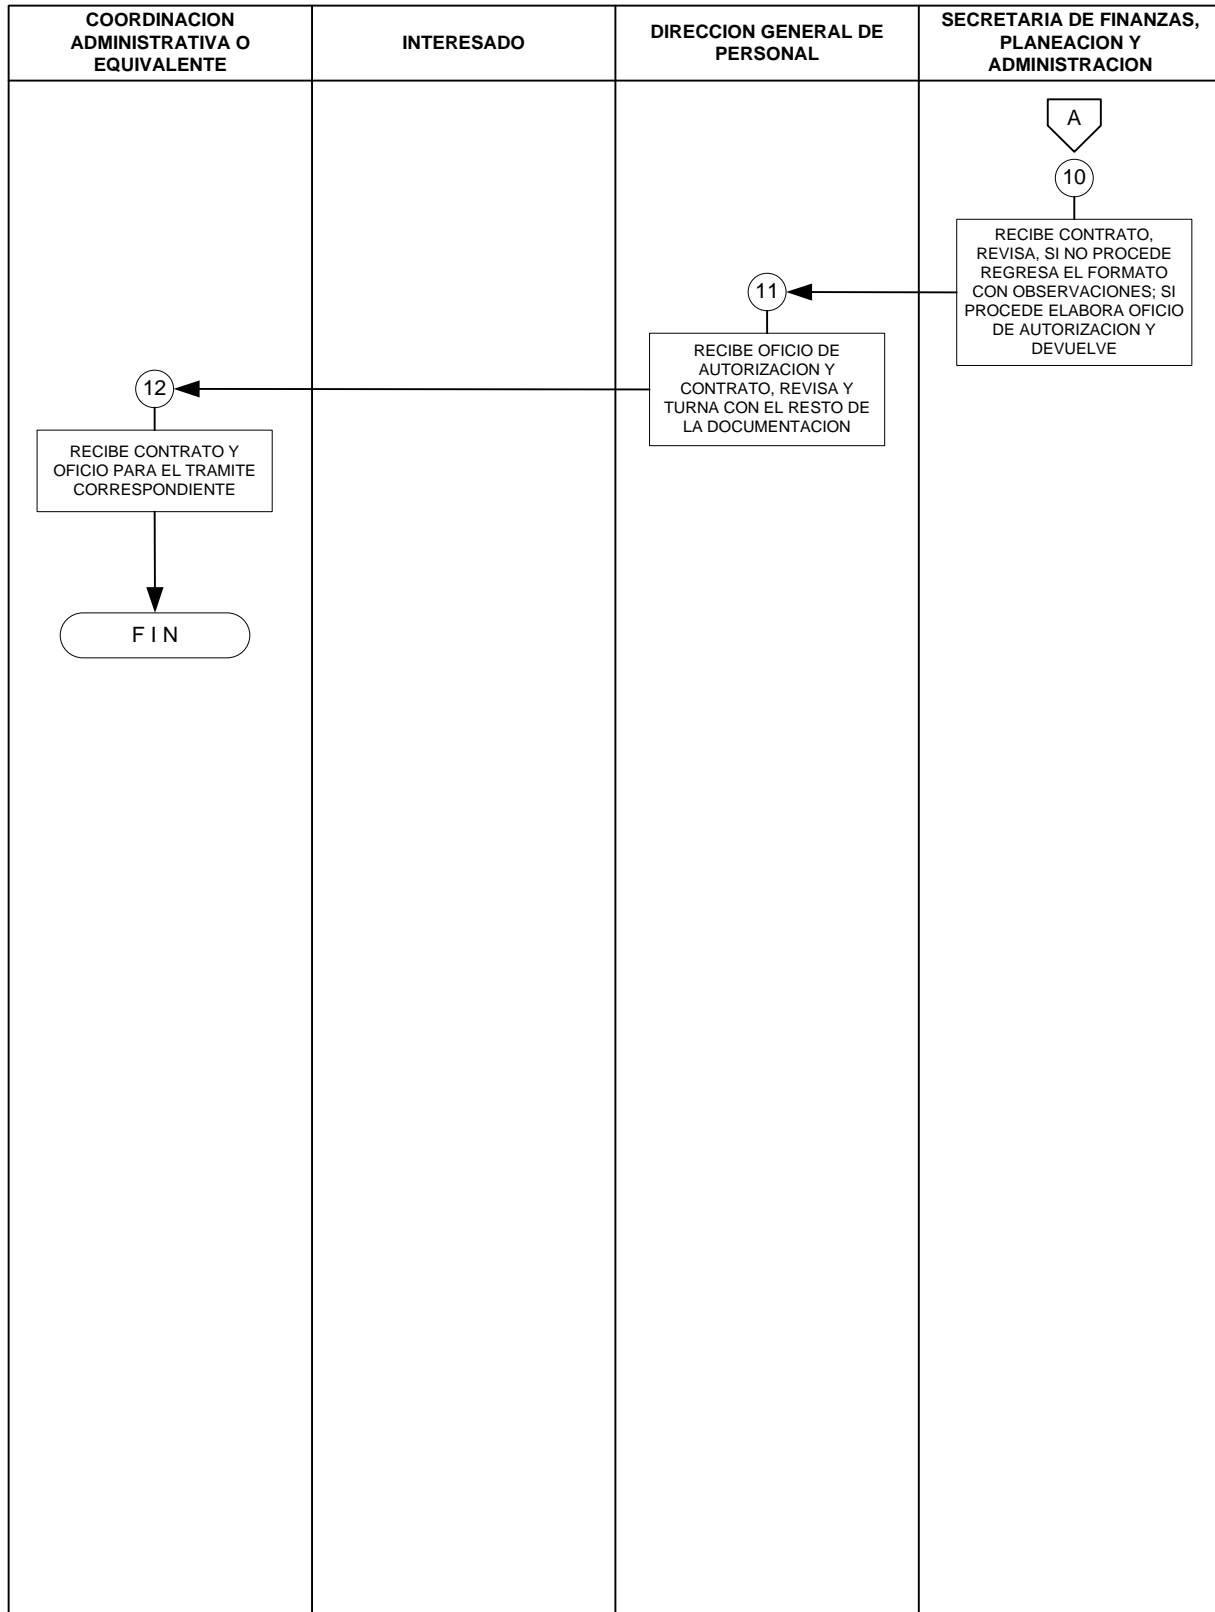 COORDINACION
ADMINISTRATIVA O
EQUIVALENTE
INTERESADO
DIRECCION GENERAL DE
PERSONAL
SECRETARIA DE FINANZAS,
PLANEACION Y
ADMINISTRACION
A
10
RECIBE CONTRATO,
REVISA, SI NO PROCEDE
REGRESA EL FORMATO
CON OBSERVACIONES; SI
PROCEDE ELABORA OFICIO
DE AUTORIZACION Y
DEVUELVE
11
RECIBE OFICIO DE
AUTORIZACION Y
CONTRATO, REVISA Y
TURNA CON EL RESTO DE
LA DOCUMENTACION
12
RECIBE CONTRATO Y
OFICIO PARA EL TRAMITE
CORRESPONDIENTE
F I N